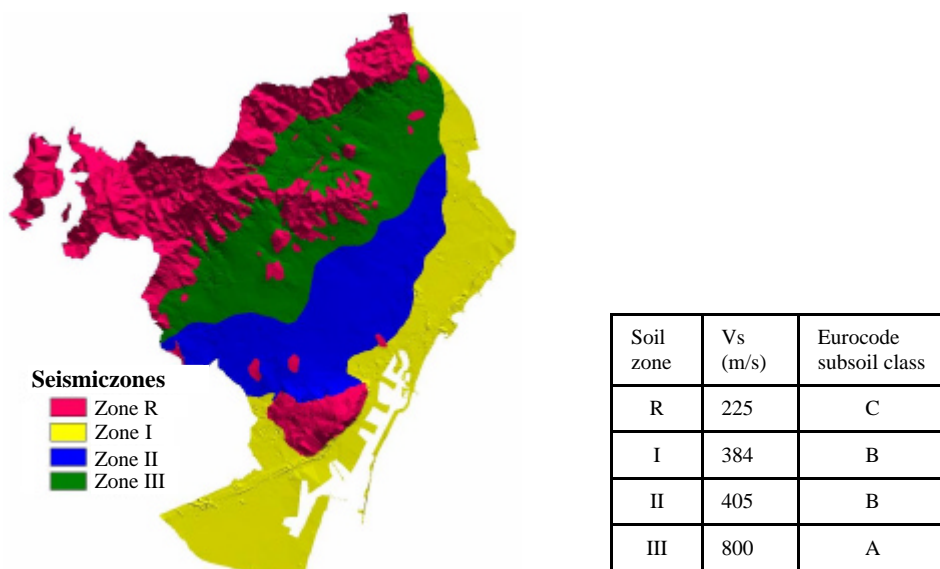 Seismiczones
Zone R
Zone I
Zone II
Zone III
Soil zone Vs (m/s) Eurocode subsoil class
R 225 C
I 384 B
II 405 B
III 800 A